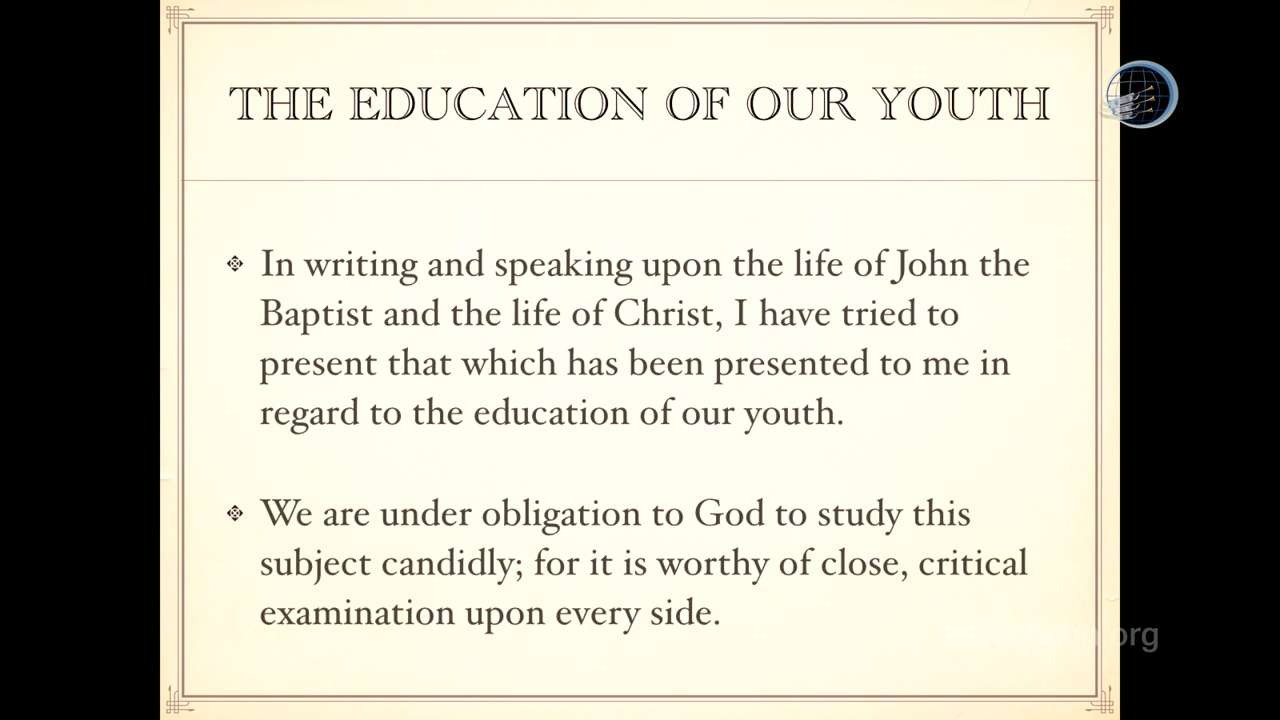 THE EDUCATION OF OUR YOUTH
In writing and speaking upon the life of John the
Baptist and the life of Christ, I have tried to
present that which has been presented to me in
regard to the education of our youth.
We are under obligation to God to study this
subject candidly; for it is worthy of close, critical
examination upon every side.